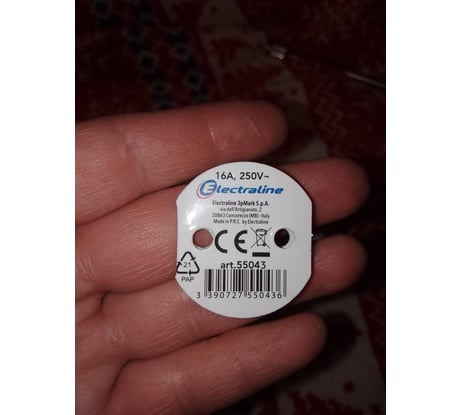 16A, 250V~
Electraline
Electraline 3pMark S.p.A.
via dell'Artigianato, 2
20863 Concorezzo (MB) - Italy
Made in P.R.C. by Electraline
CE
21
PAP
art.55043
3 390727 550436